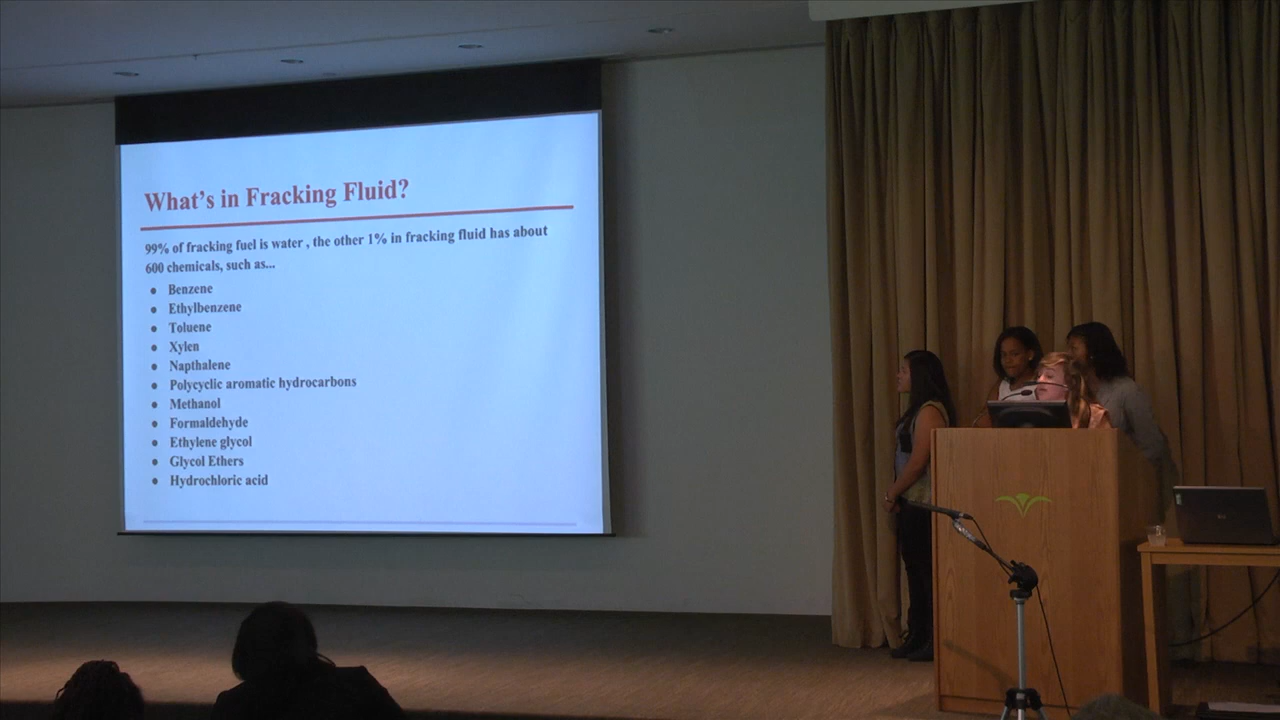 What's in Fracking Fluid?
99% of fracking fuel is water , the other 1% in fracking fluid has about
600 chemicals, such as...
● Benzene
● Ethylbenzene
● Toluene
● Xylen
● Napthalene
● Polycyclic aromatic hydrocarbons
● Methanol
● Formaldehyde
● Ethylene glycol
● Glycol Ethers
● Hydrochloric acid